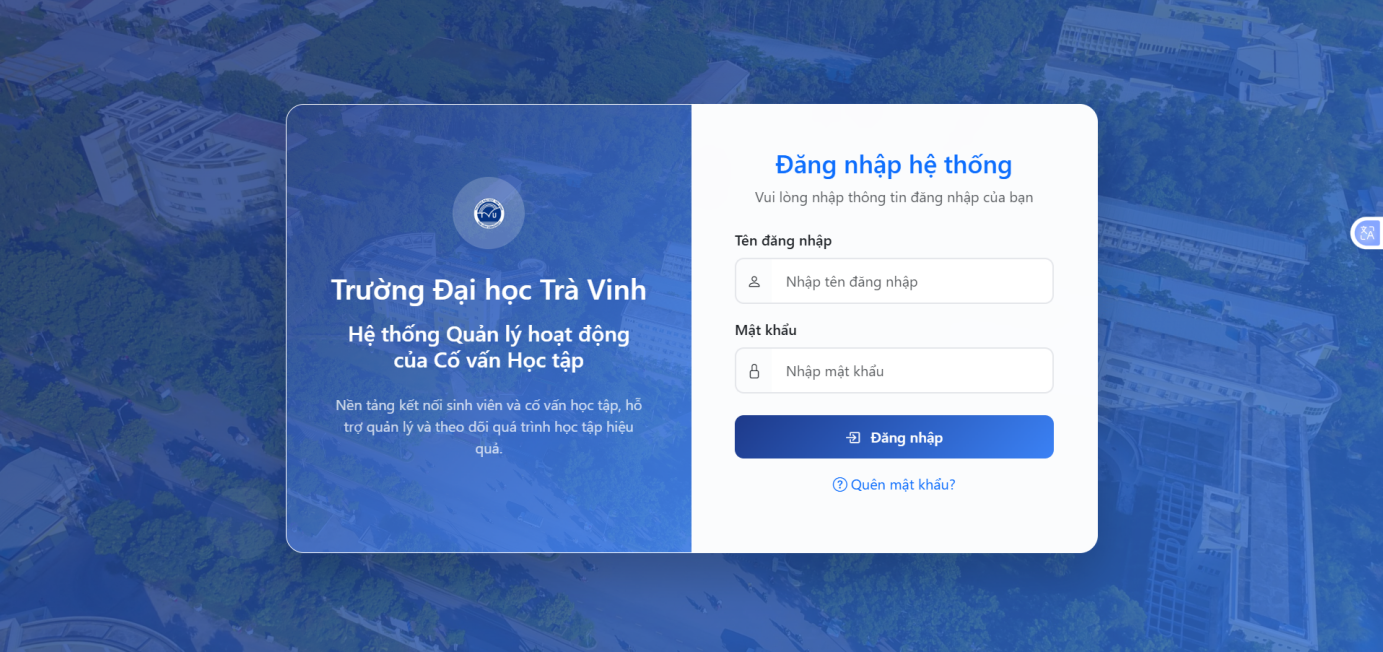 TVU
Trường Đại học Trà Vinh
Hệ thống Quản lý hoạt động
của Cố vấn Học tập
Nền tảng kết nối sinh viên và cố vấn học tập, hỗ
trợ quản lý và theo dõi quá trình học tập hiệu
quả.
Đăng nhập hệ thống
Vui lòng nhập thông tin đăng nhập của bạn
Tên đăng nhập
Nhập tên đăng nhập
Mật khẩu
Nhập mật khẩu
Đăng nhập
Quên mật khẩu?